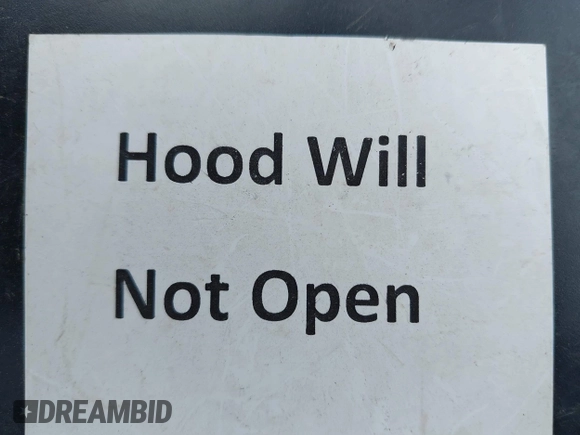 Hood Will
Not Open
DREAMBID